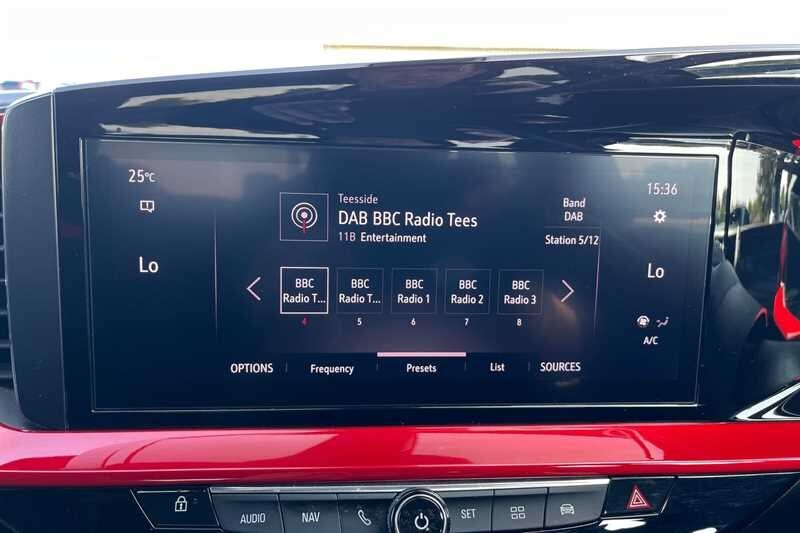 25°C
15:36
Teesside
DAB BBC Radio Tees
11B Entertainment
Band
DAB
Station 5/12
Lo
Lo
BBC
Radio T...
4
BBC
Radio T...
5
BBC
Radio 1
6
BBC
Radio 2
7
BBC
Radio 3
8
A/C
OPTIONS
Frequency
Presets
List
SOURCES
AUDIO
NAV
SET